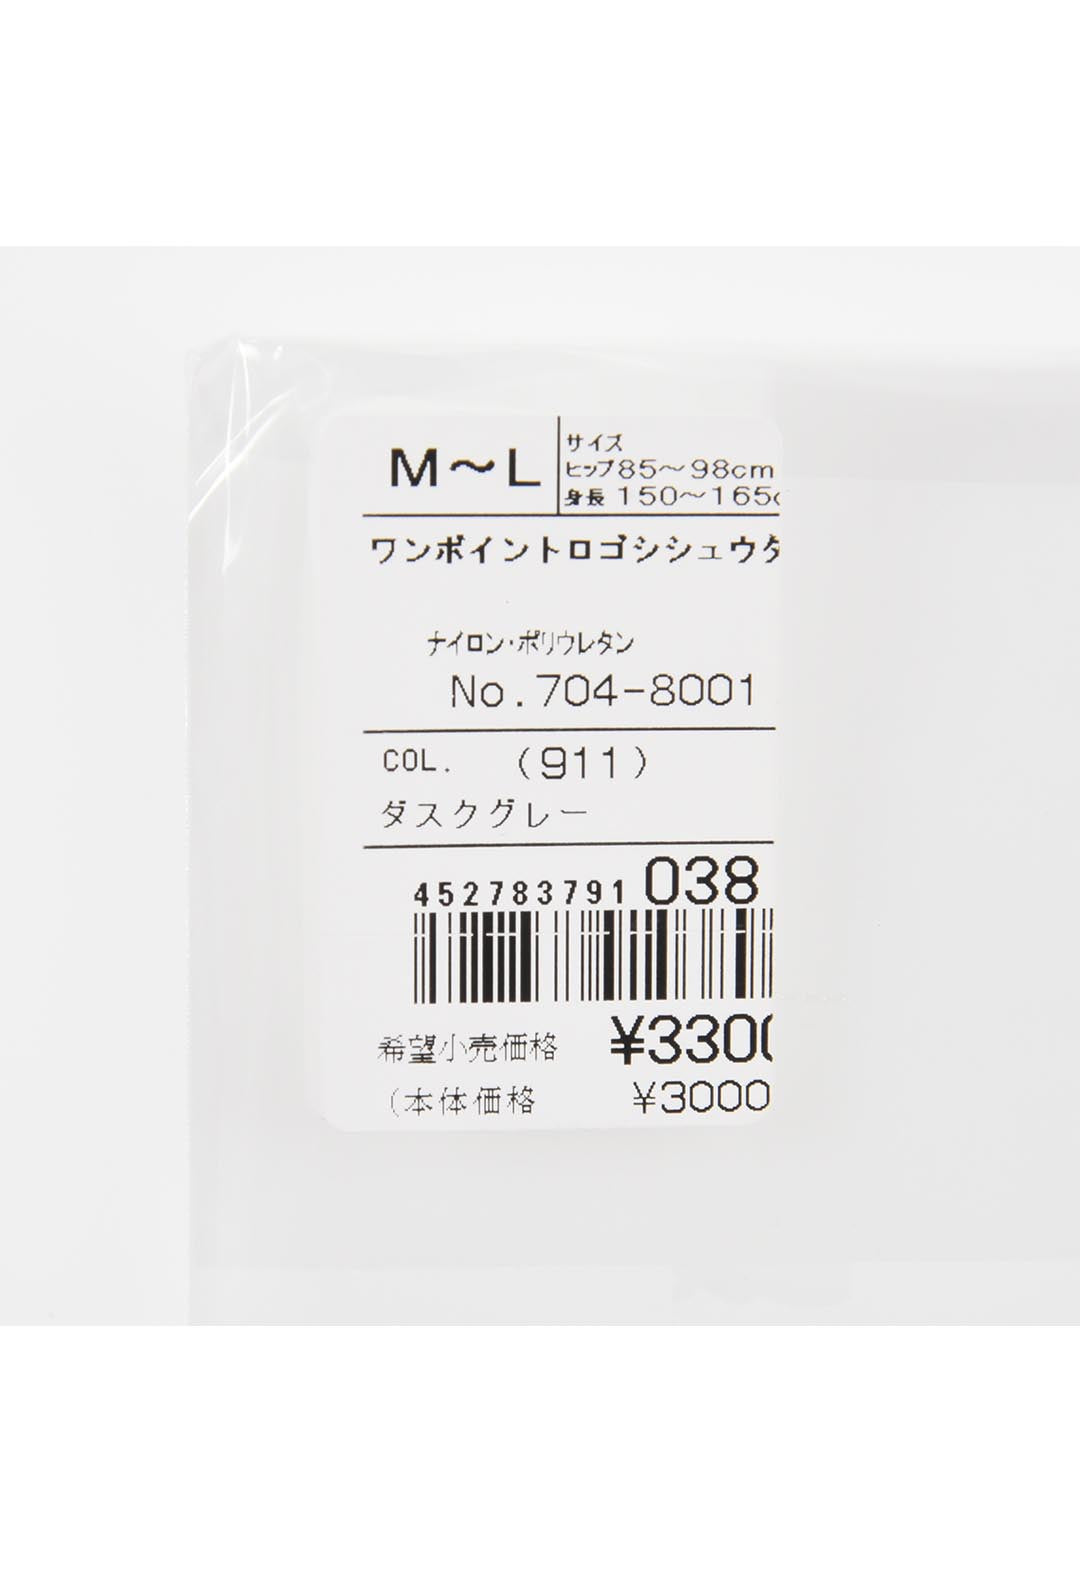 M～L
サイズ
ヒップ85～98cm
身長 150～165c
ワンポイントロゴシシュウタ
ナイロン・ポリウレタン
No.704-8001
COL. (911)
ダスクグレー
452783791 038
希望小売価格 ¥3300
(本体価格 ¥3000